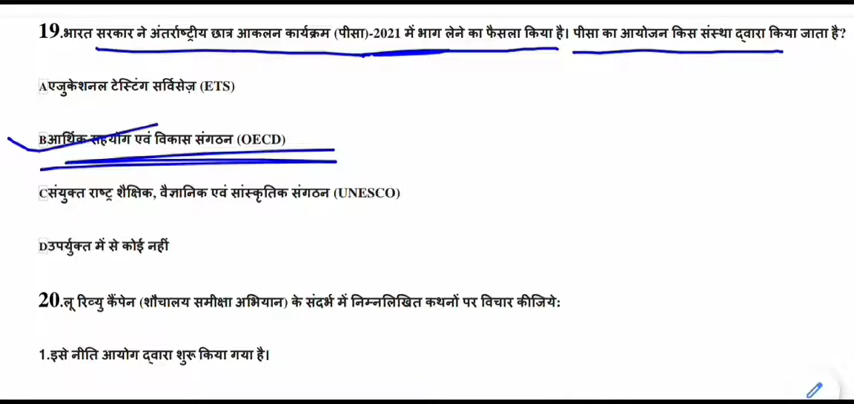 19.भारत सरकार ने अंतर्राष्ट्रीय छात्र आकलन कार्यक्रम (पीसा)-2021 में भाग लेने का फैसला किया है। पीसा का आयोजन किस संस्था द्वारा किया जाता है?
Aएजुकेशनल टेस्टिंग सर्विसेज़ (ETS)
Bआर्थिक सहयोग एवं विकास संगठन (OECD)
Cसंयुक्त राष्ट्र शैक्षिक, वैज्ञानिक एवं सांस्कृतिक संगठन (UNESCO)
Dउपर्युक्त में से कोई नहीं
20.लू रिव्यु कैंपेन (शौचालय समीक्षा अभियान) के संदर्भ में निम्नलिखित कथनों पर विचार कीजिये:
1.इसे नीति आयोग द्वारा शुरू किया गया है।